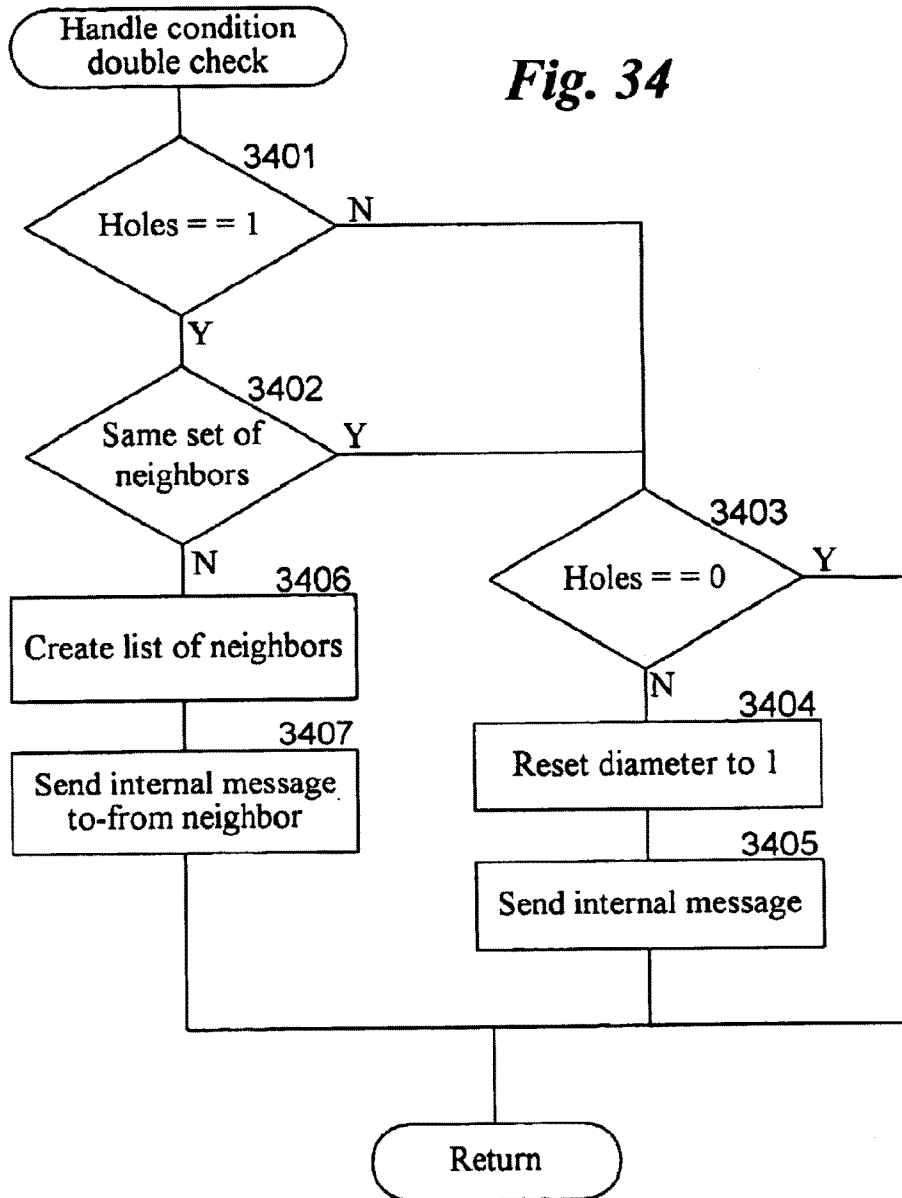 Handle condition
double check
Fig. 34
3401
Holes = = 1
N
Y
3402
Same set of
neighbors
Y
N
3403
Holes = = 0
Y
N
3406
Create list of neighbors
3404
Reset diameter to 1
3407
Send internal message
to-from neighbor
3405
Send internal message
Return